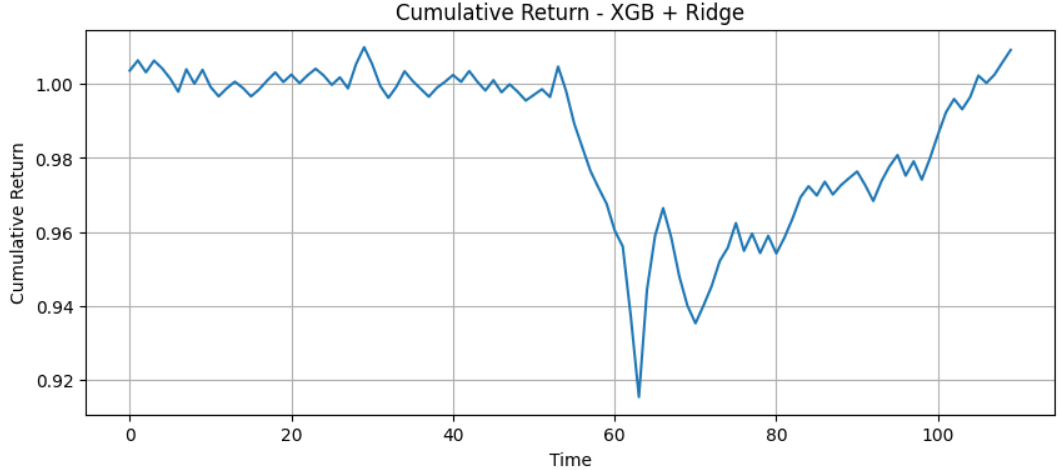 Cumulative Return - XGB + Ridge
Cumulative Return
1.00
0.98
0.96
0.94
0.92
0 20 40 60 80 100
Time